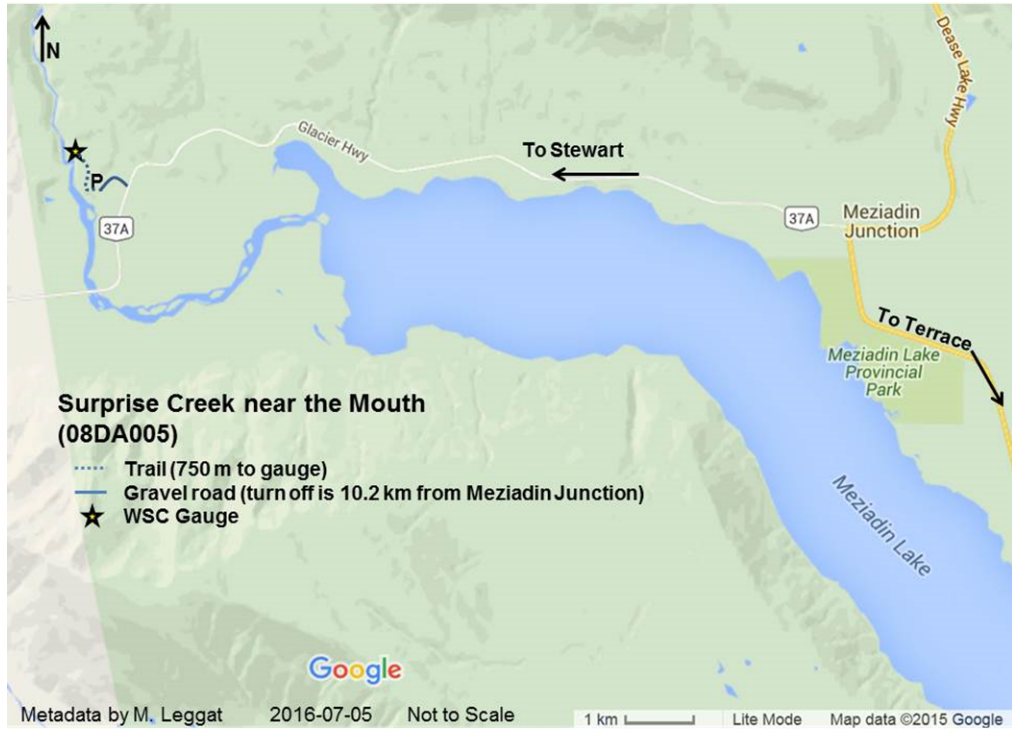 N
Dease Lake Hwy
Glacier Hwy
To Stewart
P
37A
37A
Meziadin
Junction
To Terrace
Meziadin Lake
Provincial
Park
Surprise Creek near the Mouth
(08DA005)
Trail (750 m to gauge)
Gravel road (turn off is 10.2 km from Meziadin Junction)
WSC Gauge
Meziadin Lake
Google
Metadata by M. Leggat 2016-07-05 Not to Scale
1 km Lite Mode Map data ©2015 Google